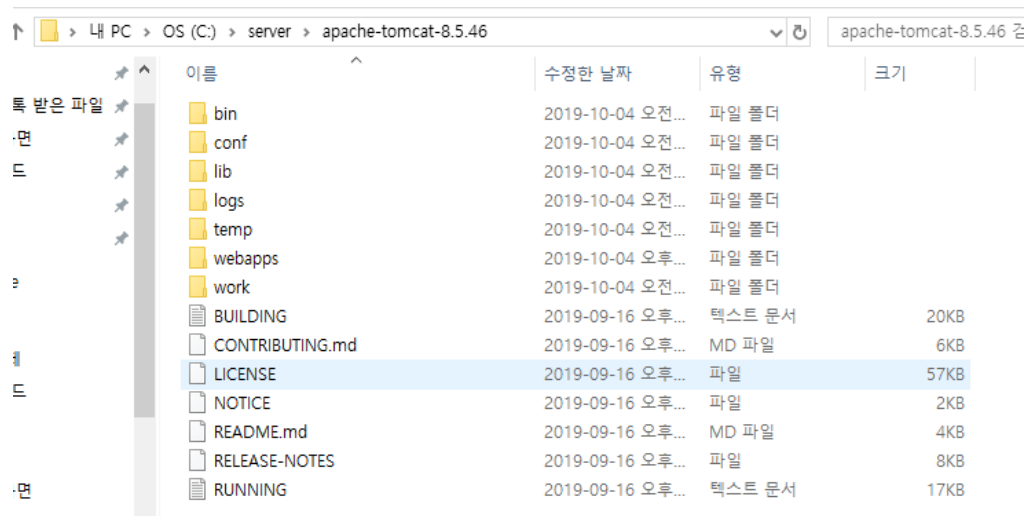 내 PC > OS (C:) > server > apache-tomcat-8.5.46
apache-tomcat-8.5.46 검
이름 수정한 날짜 유형 크기
톡 받은 파일
bin 2019-10-04 오전... 파일 폴더
conf 2019-10-04 오전... 파일 폴더
lib 2019-10-04 오전... 파일 폴더
logs 2019-10-04 오전... 파일 폴더
temp 2019-10-04 오전... 파일 폴더
webapps 2019-10-04 오후... 파일 폴더
work 2019-10-04 오전... 파일 폴더
BUILDING 2019-09-16 오후... 텍스트 문서 20KB
CONTRIBUTING.md 2019-09-16 오후... MD 파일 6KB
LICENSE 2019-09-16 오후... 파일 57KB
NOTICE 2019-09-16 오후... 파일 2KB
README.md 2019-09-16 오후... MD 파일 4KB
RELEASE-NOTES 2019-09-16 오후... 파일 8KB
RUNNING 2019-09-16 오후... 텍스트 문서 17KB